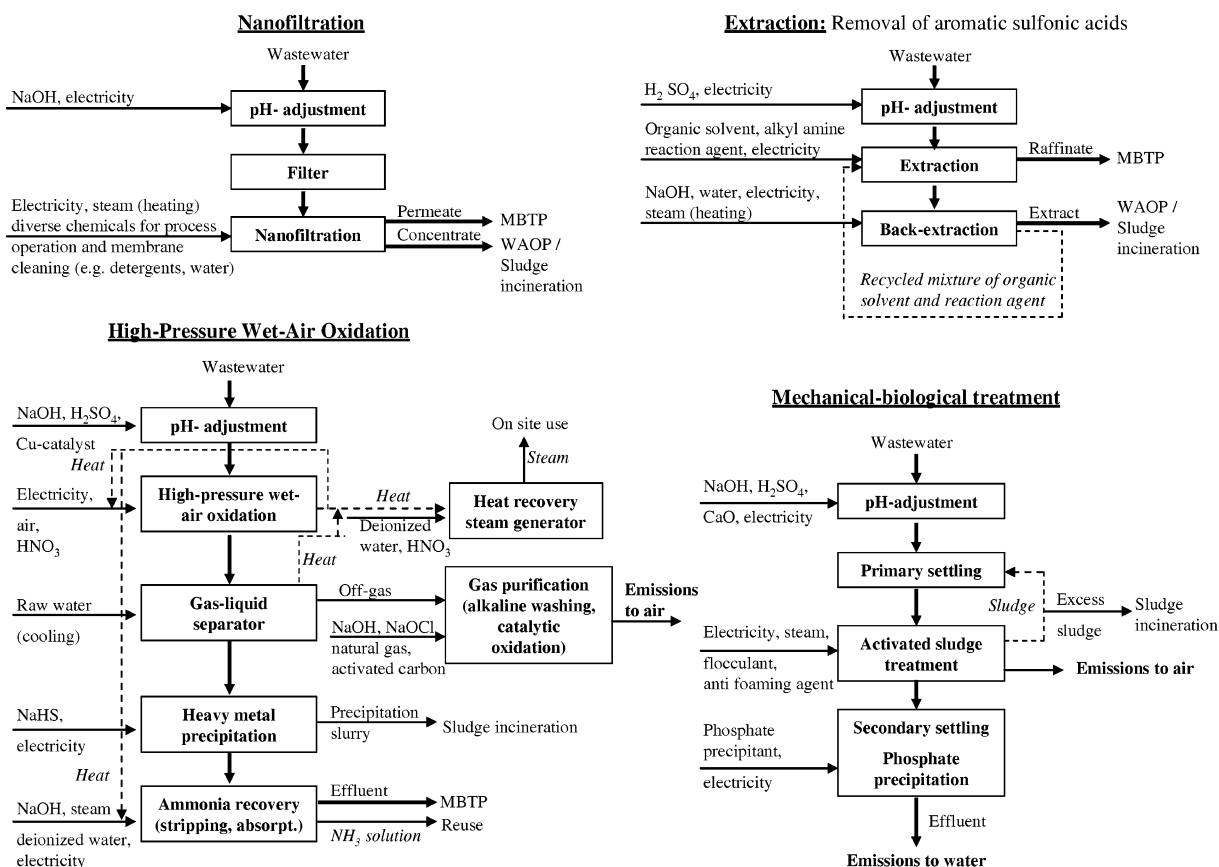 Nanofiltration
Wastewater
NaOH, electricity
pH- adjustment
Filter
Electricity, steam (heating)
diverse chemicals for process
operation and membrane
cleaning (e.g. detergents, water)
Nanofiltration
Permeate
MBTP
Concentrate
WAOP /
Sludge
incineration
Extraction: Removal of aromatic sulfonic acids
Wastewater
H₂ SO₄, electricity
pH- adjustment
Organic solvent, alkyl amine
reaction agent, electricity
Extraction
Raffinate
MBTP
NaOH, water, electricity,
steam (heating)
Back-extraction
Extract
WAOP /
Sludge
incineration
Recycled mixture of organic
solvent and reaction agent
High-Pressure Wet-Air Oxidation
Wastewater
NaOH, H₂SO₄,
Cu-catalyst
pH- adjustment
Heat
On site use
Steam
Electricity,
air,
HNO₃
High-pressure wet-
air oxidation
Heat
Deionized
water, HNO₃
Heat recovery
steam generator
Heat
Raw water
(cooling)
Gas-liquid
separator
Off-gas
NaOH, NaOCl
natural gas,
activated carbon
Gas purification
(alkaline washing,
catalytic
oxidation)
Emissions
to air
NaHS,
electricity
Heavy metal
precipitation
Precipitation
slurry
Sludge incineration
Heat
NaOH, steam
deionized water,
electricity
Ammonia recovery
(stripping, absorpt.)
Effluent
MBTP
NH₃ solution
Reuse
Mechanical-biological treatment
Wastewater
NaOH, H₂SO₄,
CaO, electricity
pH-adjustment
Primary settling
Sludge
Excess
sludge
Sludge
incineration
Electricity, steam,
flocculant,
anti foaming agent
Activated sludge
treatment
Emissions to air
Phosphate
precipitant,
electricity
Secondary settling
Phosphate
precipitation
Effluent
Emissions to water